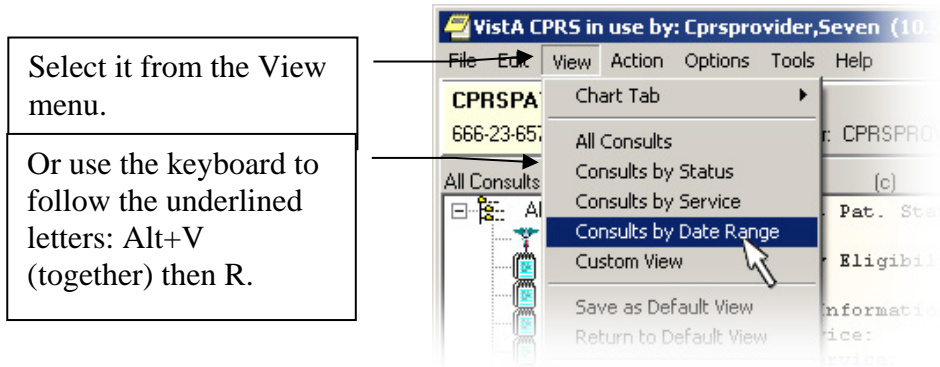 Select it from the View
menu.
Or use the keyboard to
follow the underlined
letters: Alt+V
(together) then R.
VistA CPRS in use by: Cprsprovider,Seven (10.
File Edit View Action Options Tools Help
CPRSPA
666-23-657
r: CPRSPRO
Chart Tab
All Consults
Consults by Status
Consults by Service
Consults by Date Range
Custom View
Save as Default View
Return to Default View
All Consults
(c)
Pat. Sta
Eligibil
nformatio
ice: